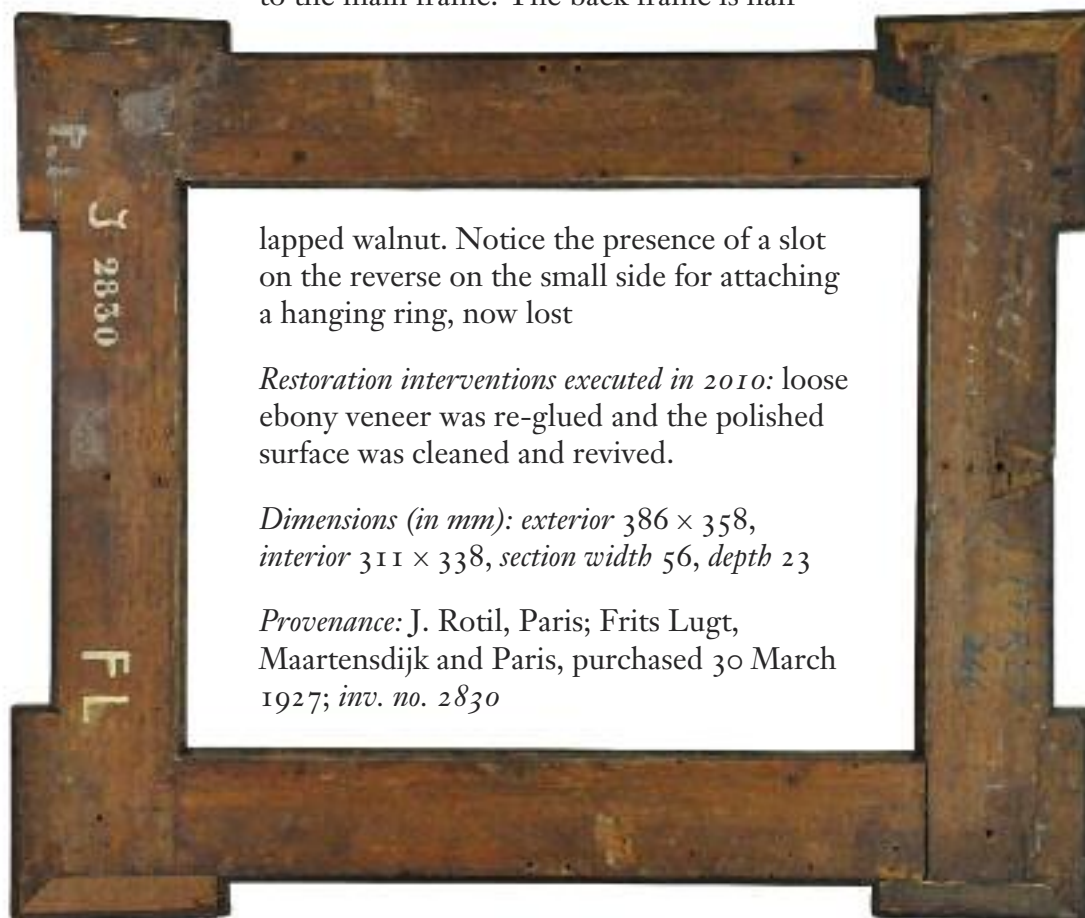 to the main frame. The back frame is half
lapped walnut. Notice the presence of a slot
on the reverse on the small side for attaching
a hanging ring, now lost
Restoration interventions executed in 2010: loose
ebony veneer was re-glued and the polished
surface was cleaned and revived.
Dimensions (in mm): exterior 386 × 358,
interior 311 × 338, section width 56, depth 23
Provenance: J. Rotil, Paris; Frits Lugt,
Maartensdijk and Paris, purchased 30 March
1927; inv. no. 2830
J 2830
FL